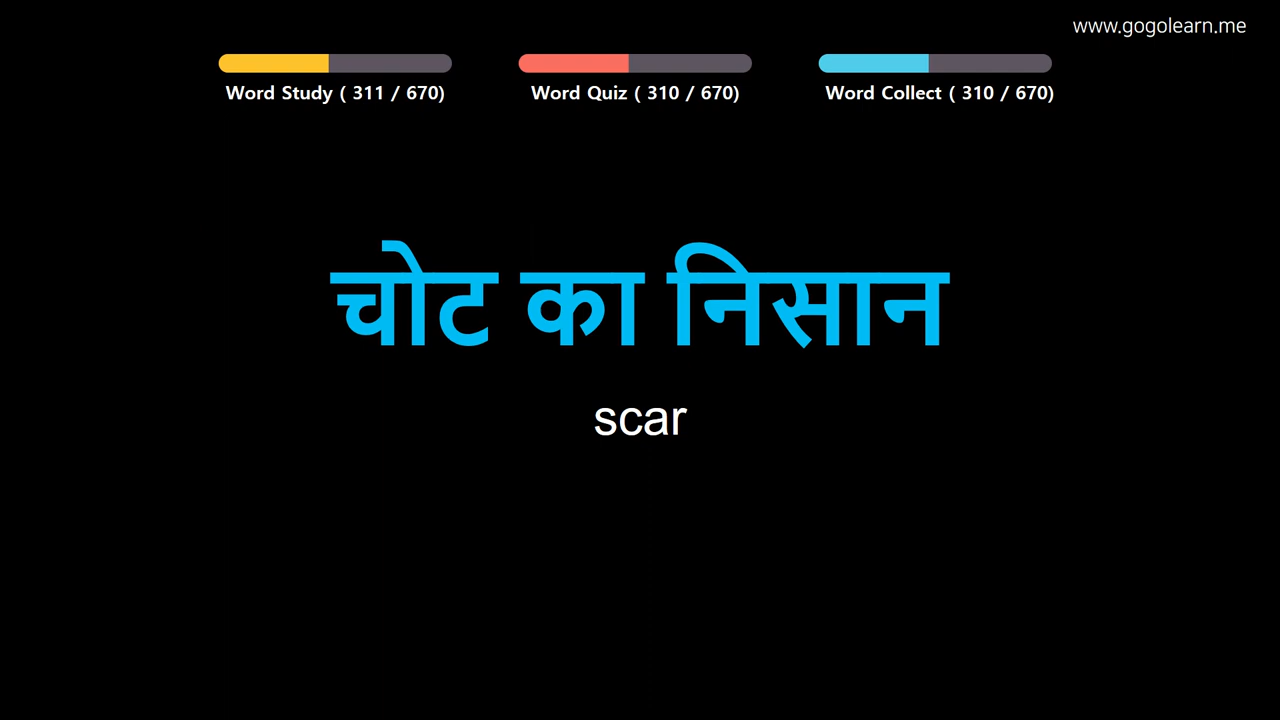 www.gogolearn.me
Word Study ( 311 / 670)
Word Quiz ( 310 / 670)
Word Collect ( 310 / 670)
चोट का निसान
scar